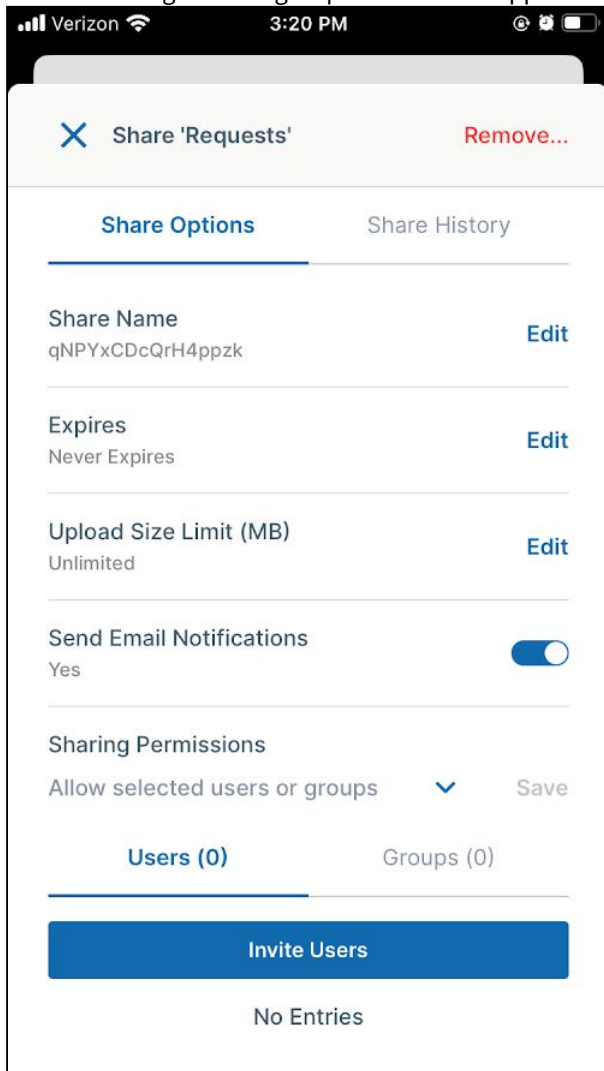 Verizon 3:20 PM
Share 'Requests' Remove...
Share Options Share History
Share Name
qNPYxCDcQrH4ppzk
Edit
Expires
Never Expires
Edit
Upload Size Limit (MB)
Unlimited
Edit
Send Email Notifications
Yes
Sharing Permissions
Allow selected users or groups Save
Users (0) Groups (0)
Invite Users
No Entries